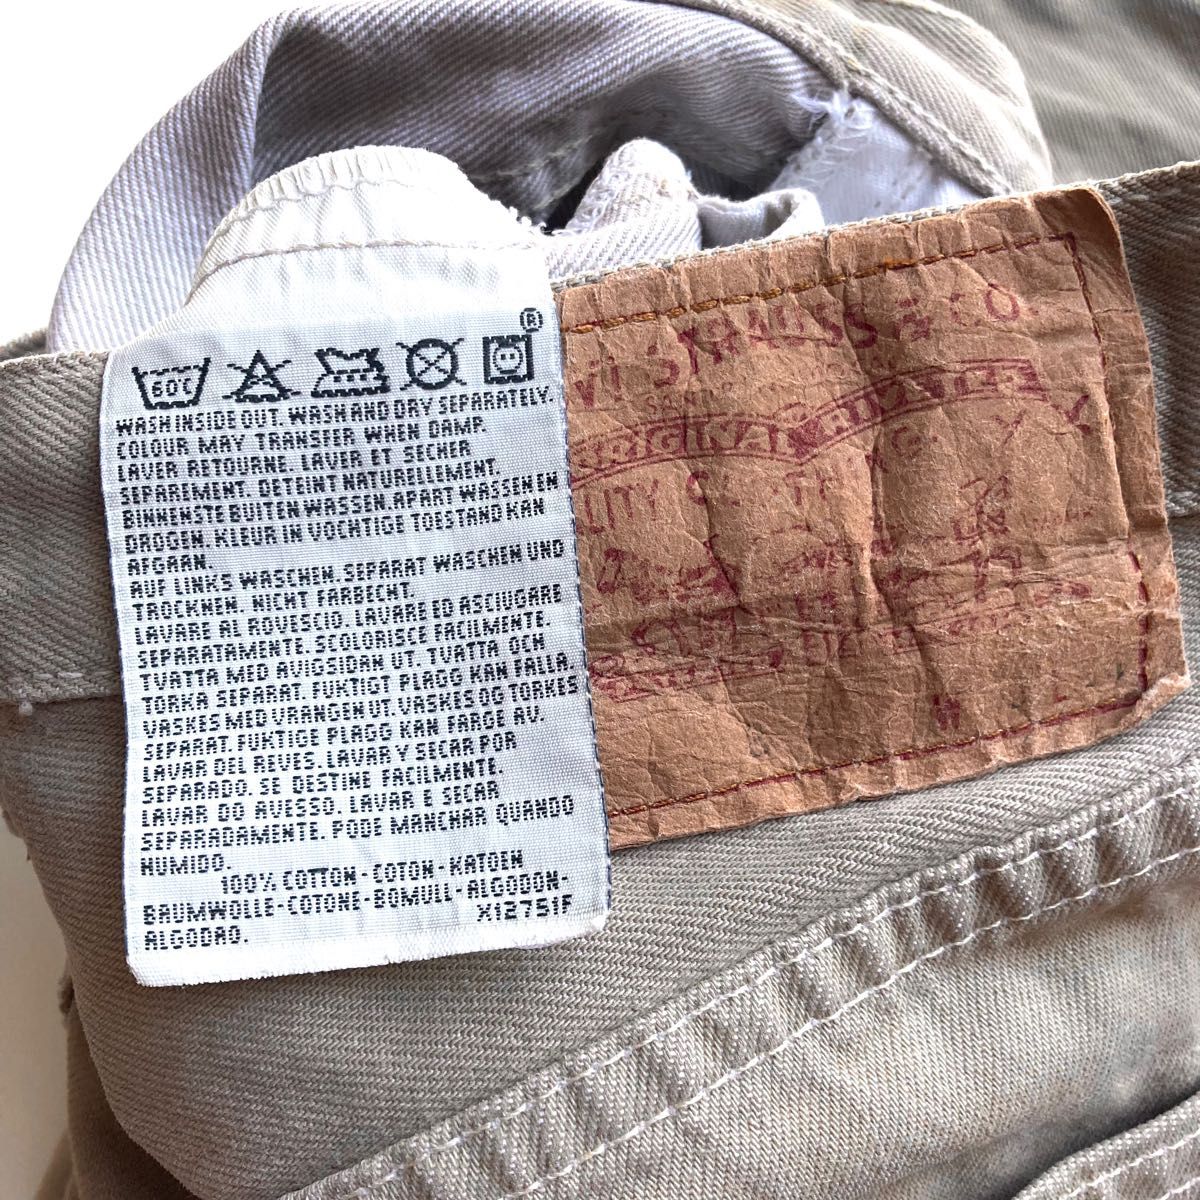 60C
®
WASH INSIDE OUT. WASH AND DRY SEPARATELY.
COLOUR MAY TRANSFER WHEN DAMP.
LAVER RETOURNE. LAVER ET SECHER
SEPAREMENT. DETEINT NATURELLEMENT.
BINNENSTE BUITEN WASSEN. APART WASSEN EN
DROGEN. KLEUR IN VOCHTIGE TOESTAND KAN
AFGAAN.
AUF LINKS WASCHEN. SEPARAT WASCHEN UND
TROCKNEN. NICHT FARBECHT.
LAVARE AL ROVESCIO. LAVARE ED ASCIUGARE
SEPARATAMENTE. SCOLORISCE FACILMENTE.
TVATTA MED AVIGSIDAN UT. TVATTA OCH
TORKA SEPARAT. FUKTIGT PLAGG KAN FALLA.
VASKES MED VRANGEN UT. VASKES OG TORKES
SEPARAT. FUKTIGE PLAGG KAN FARGE AV.
LAVAR DEL REVES. LAVAR Y SECAR POR
SEPARADO. SE DESTINE FACILMENTE.
LAVAR DO AVESSO. LAVAR E SECAR
SEPARADAMENTE. PODE MANCHAR QUANDO
HUMIDO.
100% COTTON - COTON - KATOEN
BAUMWOLLE - COTONE - BOMULL - ALGODON -
ALGODAO.
X12751F
VI STRAUSS & CO.
SAN
ORIGINAL RIVETED
LITY CLOTHING.